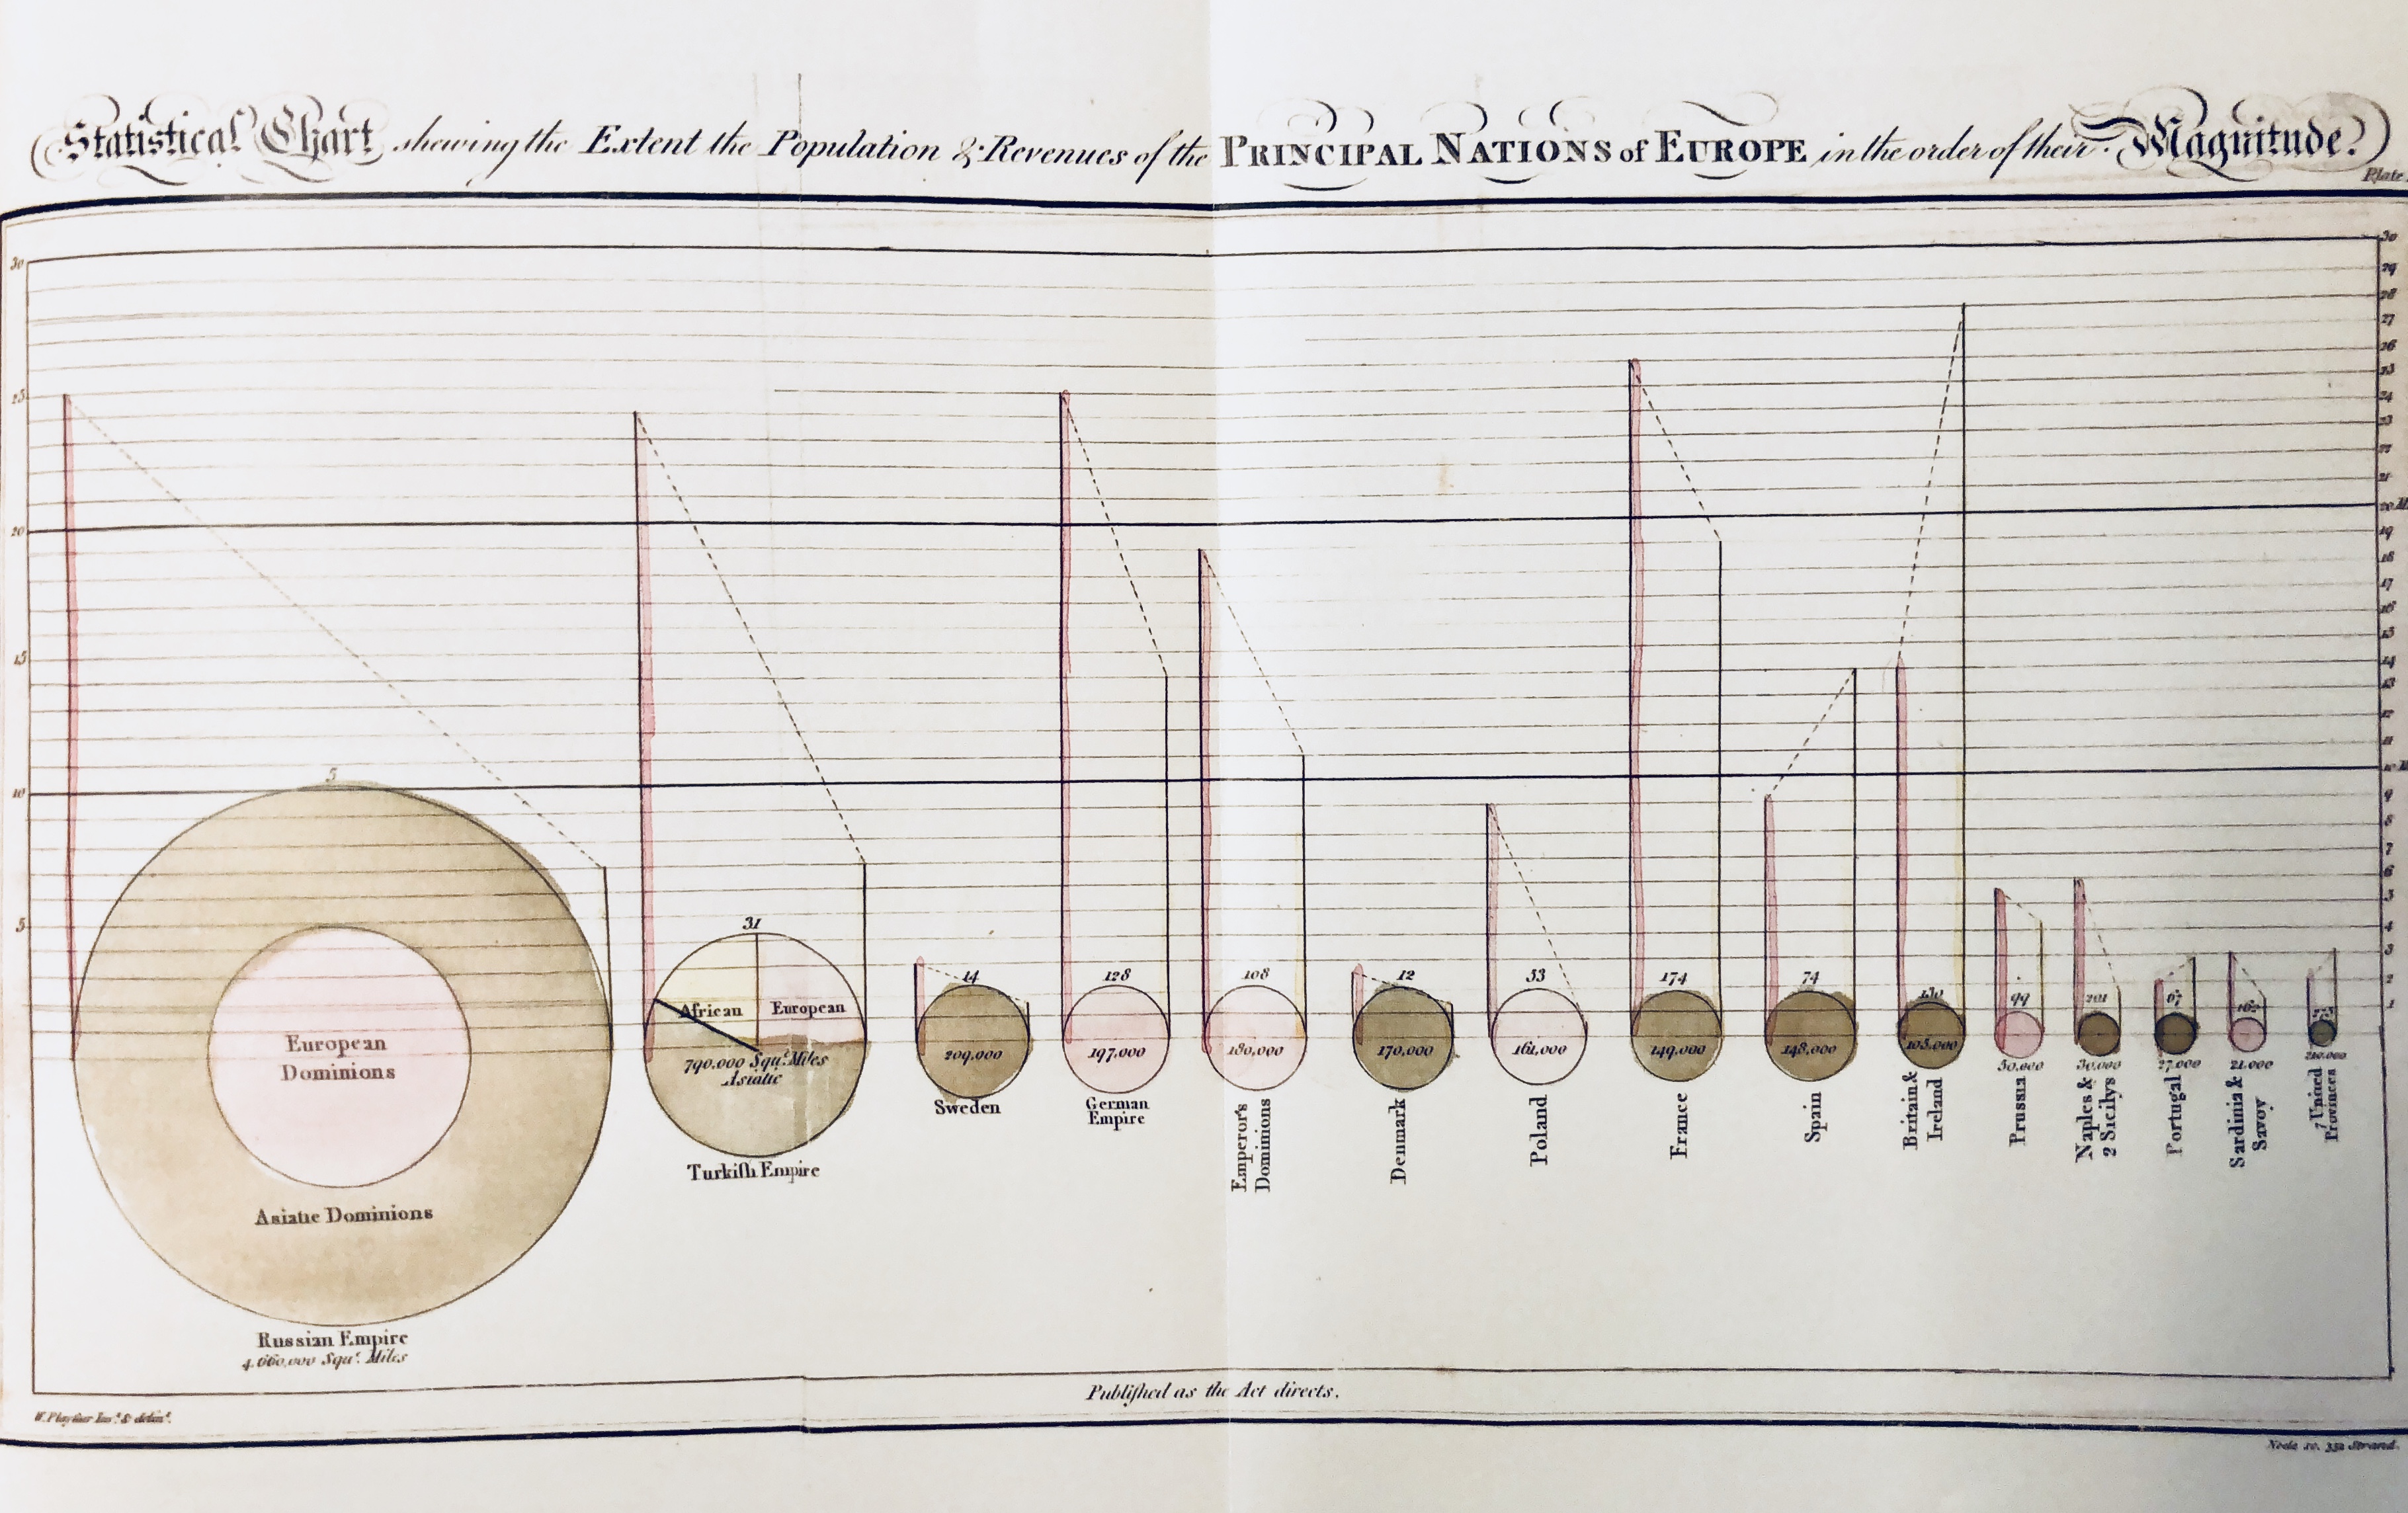 Statistical Chart shewing the Extent the Population & Revenues of the PRINCIPAL NATIONS of EUROPE in the order of their Magnitude.
Plate
30
25
20
15
10
5
30
29
28
27
26
25
24
23
22
21
20 M
19
18
17
16
15
14
13
12
11
10 M
9
8
7
6
5
4
3
2
1
5
European
Dominions
Asiatic Dominions
Russian Empire
4,660,000 Squ.ͬ Miles
31
African
European
790,000 Squ.ͬ Miles
Asiatic
Turkiſh Empire
14
209,000
Sweden
128
197,000
German
Empire
108
180,000
Emperor's
Dominions
12
170,000
Denmark
53
161,000
Poland
174
149,000
France
74
148,000
Spain
130
105,000
Britain &
Ireland
99
50,000
Prussia
201
30,000
Naples &
2 Sicilys
67
27,000
Portugal
21,000
Sardinia &
Savoy
7 United
Provinces
Publiſhed as the Act directs.
W. Playfair Inv.ͭ & delin.ͭ
Neele sc. 352 Strand.